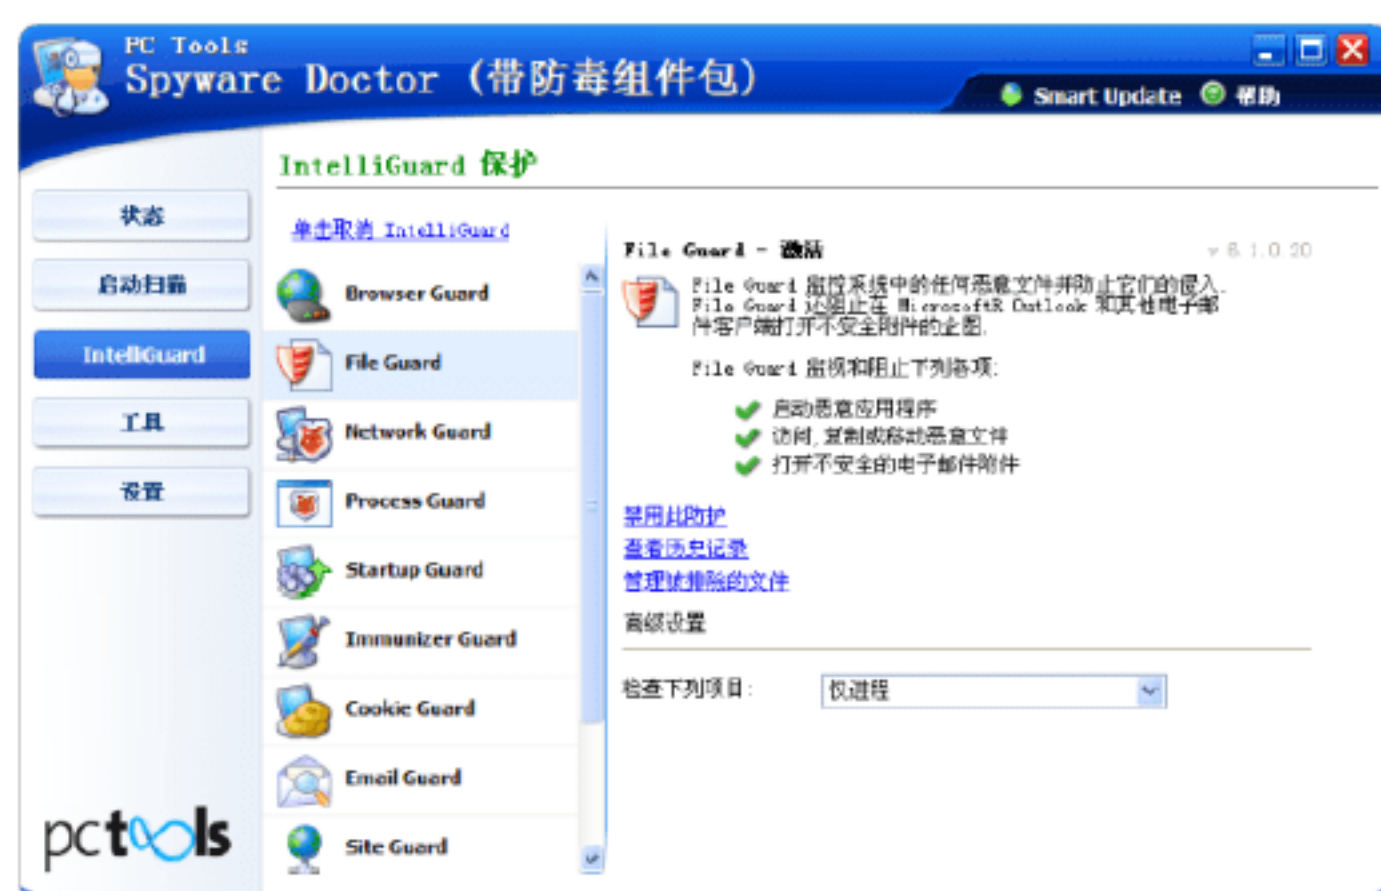 PC Tools
Spyware Doctor (带防毒组件包)
Smart Update 帮助
IntelliGuard 保护
状态
启动扫描
IntelliGuard
工具
设置
单击取消 IntelliGuard
Browser Guard
File Guard
Network Guard
Process Guard
Startup Guard
Immunizer Guard
Cookie Guard
Email Guard
Site Guard
File Guard - 激活
v 6.1.0.20
File Guard 监控系统中的任何恶意文件并防止它们的侵入.
File Guard 还阻止在 MicrosoftR Outlook 和其他电子邮
件客户端打开不安全附件的企图.
File Guard 监视和阻止下列各项:
启动恶意应用程序
访问, 复制或移动恶意文件
打开不安全的电子邮件附件
禁用此防护
查看历史记录
管理被排除的文件
高级设置
检查下列项目: 仅进程
pctools